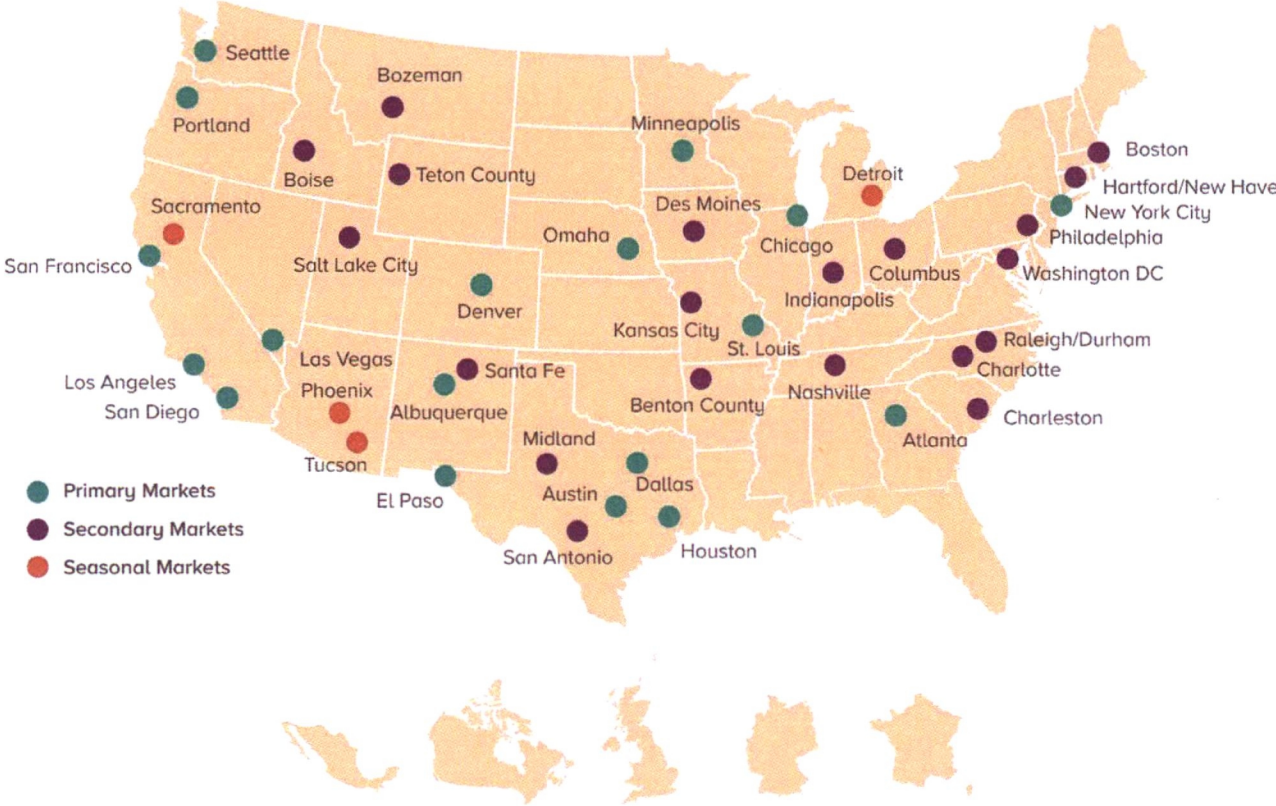 Seattle
Bozeman
Portland
Minneapolis
Boston
Boise
Teton County
Detroit
Hartford/New Have
Sacramento
Des Moines
New York City
Omaha
Chicago
Philadelphia
San Francisco
Salt Lake City
Columbus
Washington DC
Indianapolis
Denver
Kansas City
St. Louis
Raleigh/Durham
Las Vegas
Santa Fe
Charlotte
Los Angeles
Phoenix
Nashville
San Diego
Albuquerque
Benton County
Charleston
Midland
Atlanta
Tucson
Dallas
Primary Markets
El Paso
Austin
Secondary Markets
San Antonio
Houston
Seasonal Markets